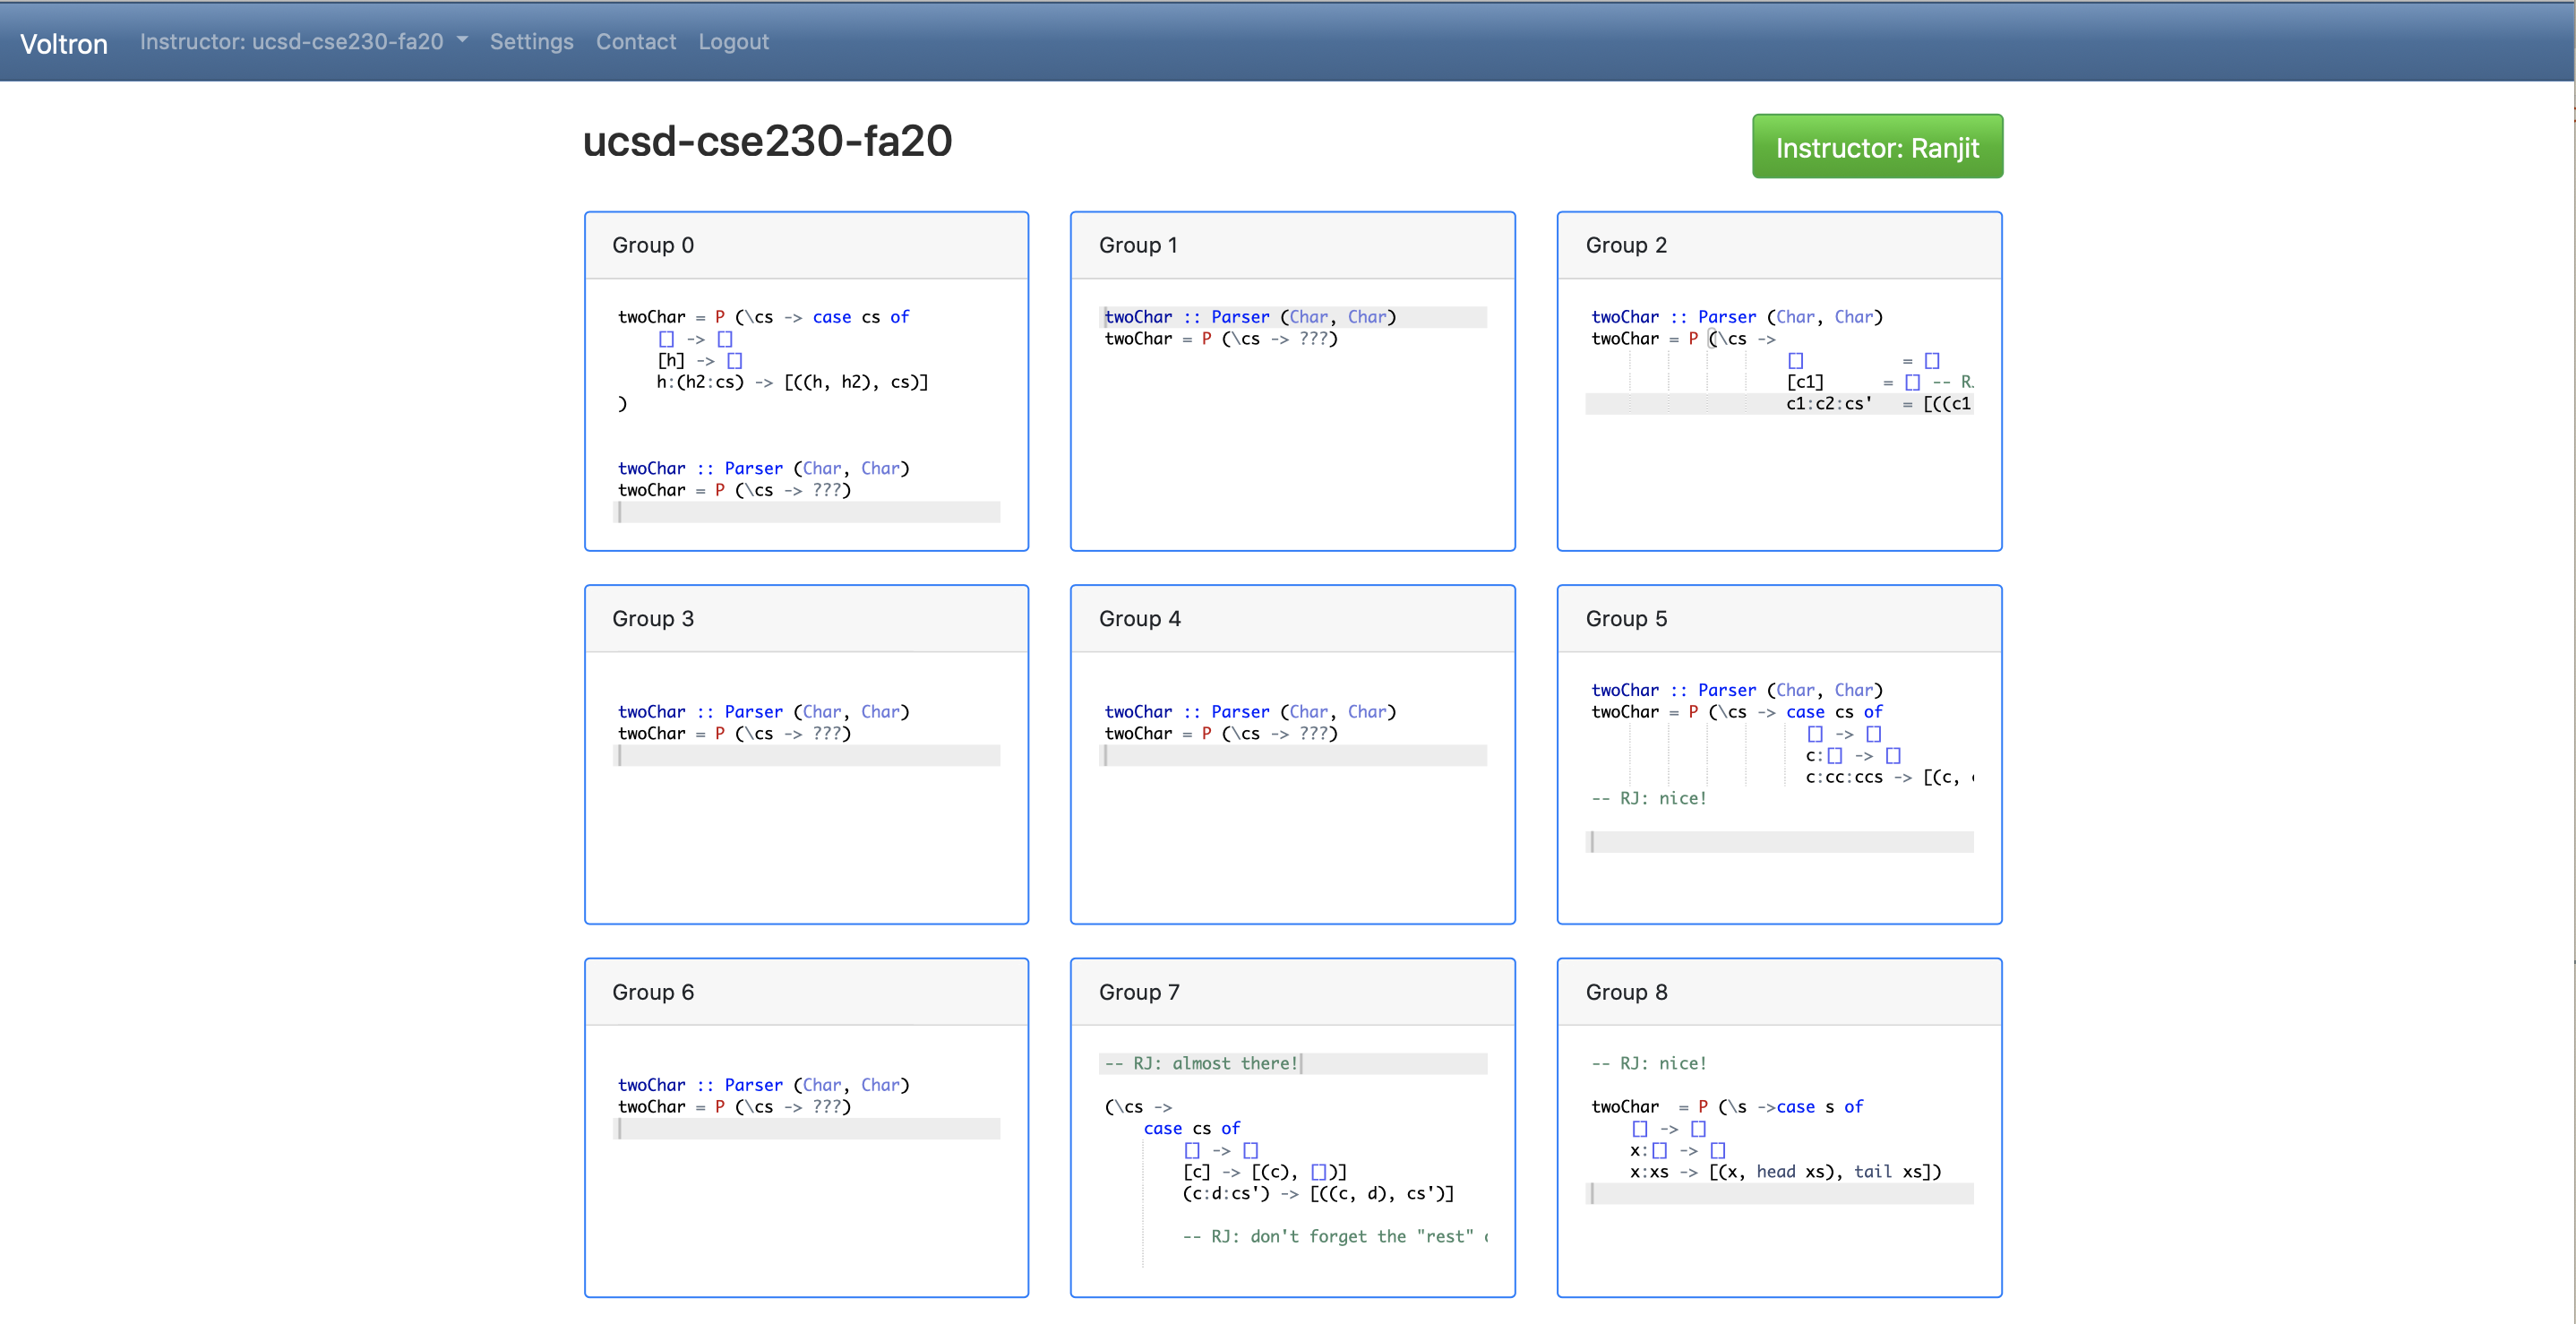 Voltron Instructor: ucsd-cse230-fa20 Settings Contact Logout
ucsd-cse230-fa20
Instructor: Ranjit
Group 0
twoChar = P (\cs -> case cs of
[] -> []
[h] -> []
h:(h2:cs) -> [((h, h2), cs)]
)
twoChar :: Parser (Char, Char)
twoChar = P (\cs -> ???)
Group 1
twoChar :: Parser (Char, Char)
twoChar = P (\cs -> ???)
Group 2
twoChar :: Parser (Char, Char)
twoChar = P (\cs ->
[] = []
[c1] = [] -- R.
c1:c2:cs' = [((c1
Group 3
twoChar :: Parser (Char, Char)
twoChar = P (\cs -> ???)
Group 4
twoChar :: Parser (Char, Char)
twoChar = P (\cs -> ???)
Group 5
twoChar :: Parser (Char, Char)
twoChar = P (\cs -> case cs of
[] -> []
c:[] -> []
c:cc:ccs -> [(c,
-- RJ: nice!
Group 6
twoChar :: Parser (Char, Char)
twoChar = P (\cs -> ???)
Group 7
-- RJ: almost there!
(\cs ->
case cs of
[] -> []
[c] -> [(c), [])]
(c:d:cs') -> [((c, d), cs')]
-- RJ: don't forget the "rest"
Group 8
-- RJ: nice!
twoChar = P (\s ->case s of
[] -> []
x:[] -> []
x:xs -> [(x, head xs), tail xs])